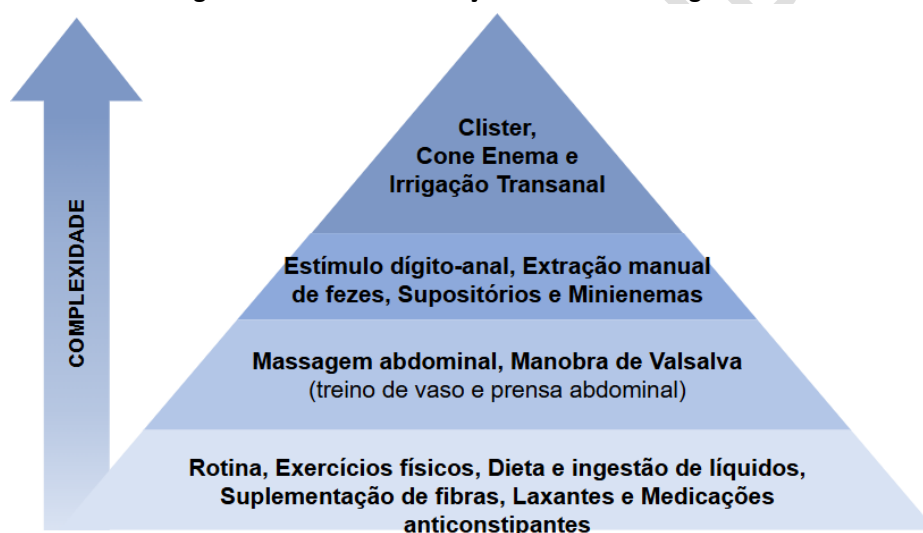 Clister,
Cone Enema e
Irrigação Transanal
COMPLEXIDADE
Estímulo dígito-anal, Extração manual
de fezes, Supositórios e Minienemas
Massagem abdominal, Manobra de Valsalva
(treino de vaso e prensa abdominal)
Rotina, Exercícios físicos, Dieta e ingestão de líquidos,
Suplementação de fibras, Laxantes e Medicações
anticonstipantes